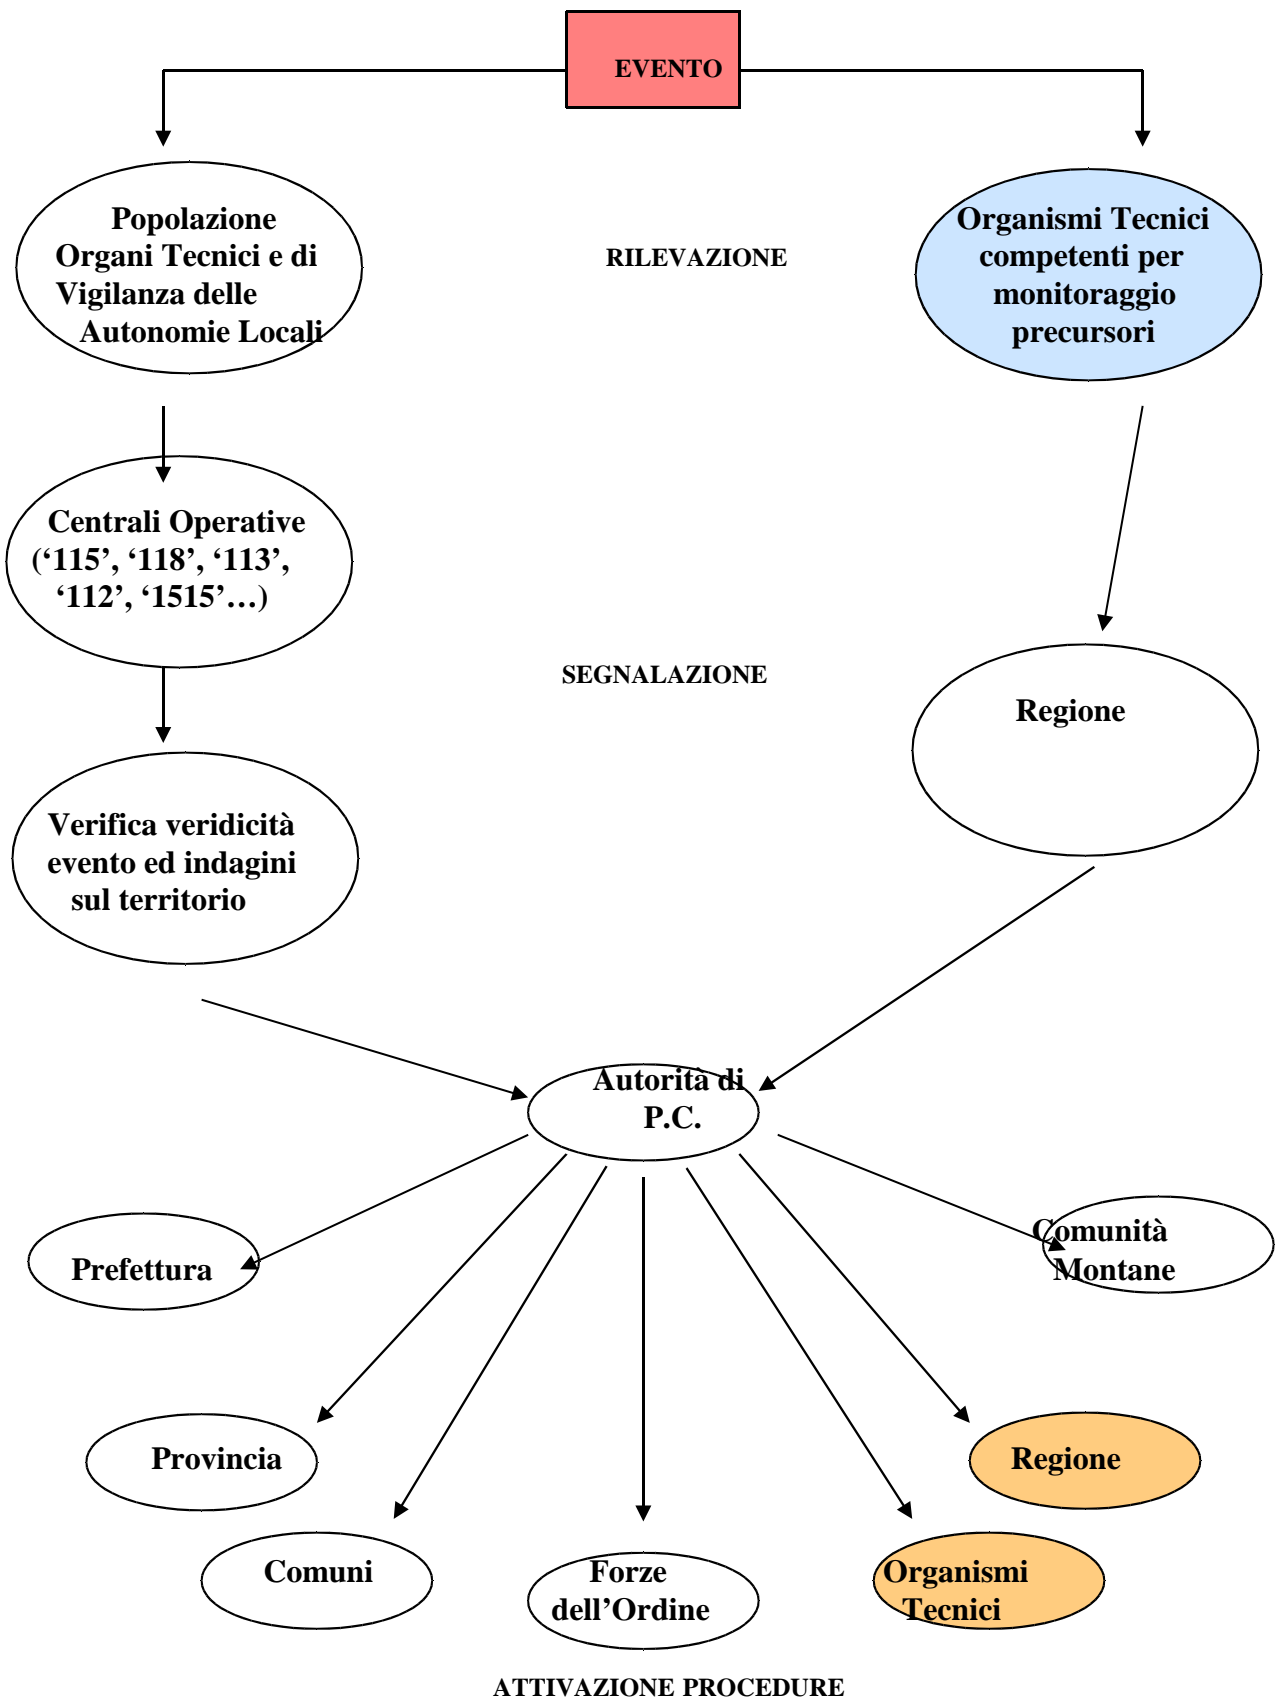 EVENTO
Popolazione
Organi Tecnici e di
Vigilanza delle
Autonomie Locali
RILEVAZIONE
Organismi Tecnici
competenti per
monitoraggio
precursori
Centrali Operative
(‘115’, ‘118’, ‘113’,
‘112’, ‘1515’…)
SEGNALAZIONE
Regione
Verifica veridicità
evento ed indagini
sul territorio
Autorità di
P.C.
Prefettura
Comunità
Montane
Provincia
Regione
Comuni
Forze
dell’Ordine
Organismi
Tecnici
ATTIVAZIONE PROCEDURE